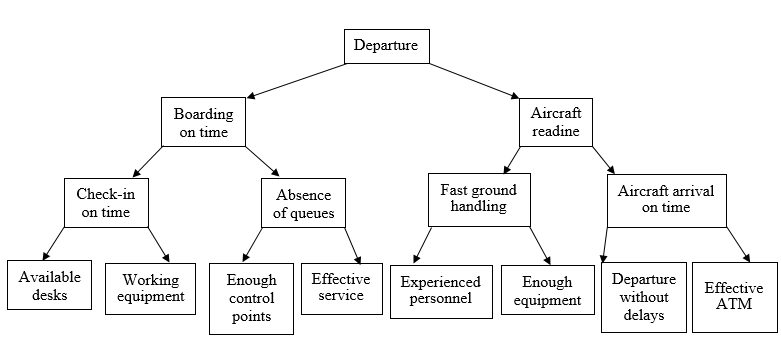 Departure
Boarding
on time
Aircraft
readine
Check-in
on time
Absence
of queues
Fast ground
handling
Aircraft arrival
on time
Available
desks
Working
equipment
Enough
control
points
Effective
service
Experienced
personnel
Enough
equipment
Departure
without
delays
Effective
ATM